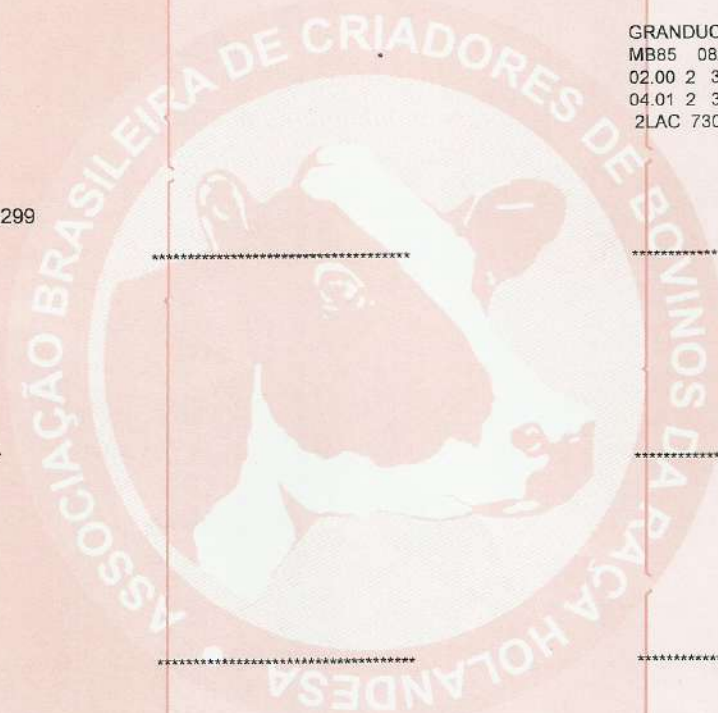 ASSOCIAÇÃO BRASILEIRA DE CRIADORES DE BOVINOS DA RAÇA HOLANDESA
GRANDUC
MB85 08
02.00 2 3
04.01 2 3
2LAC 730
299